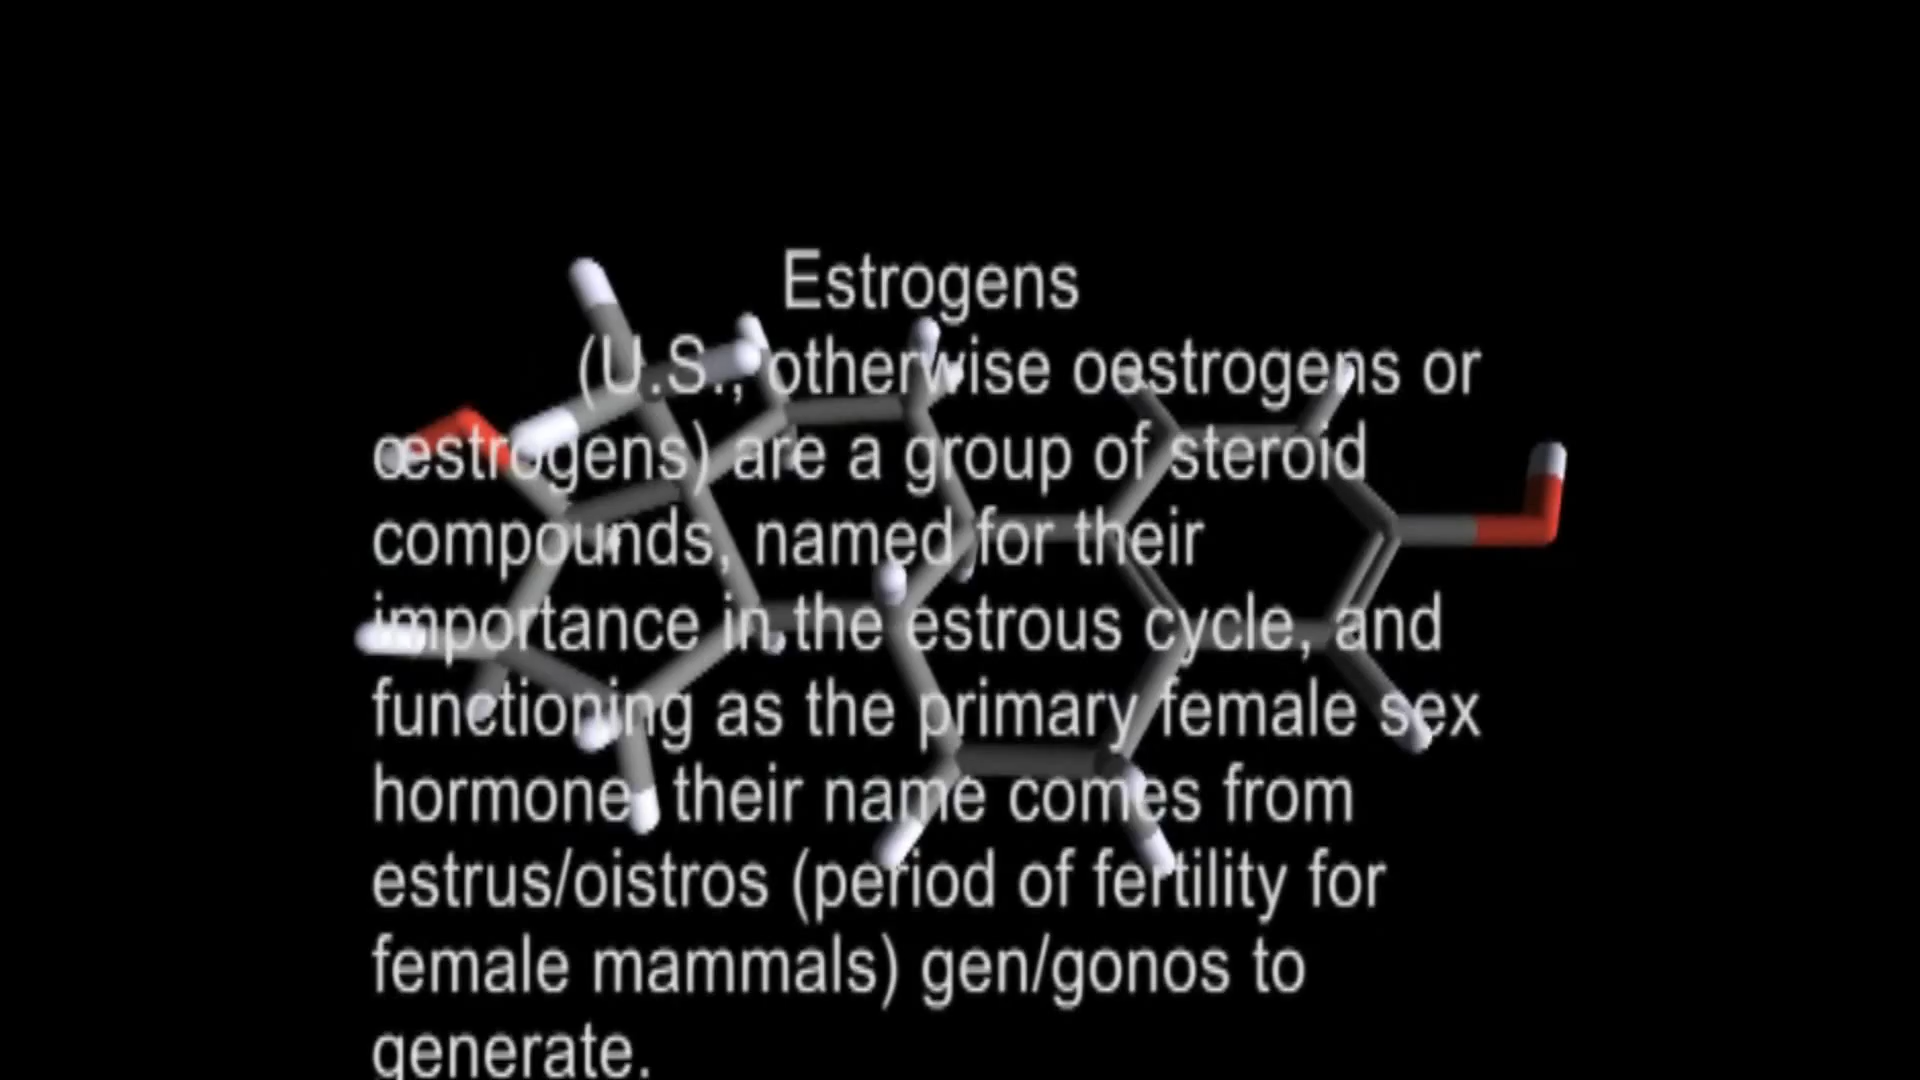 Estrogens
(U.S., otherwise oestrogens or
œstrogens) are a group of steroid
compounds, named for their
importance in the estrous cycle, and
functioning as the primary female sex
hormone, their name comes from
estrus/oistros (period of fertility for
female mammals) gen/gonos to
generate.